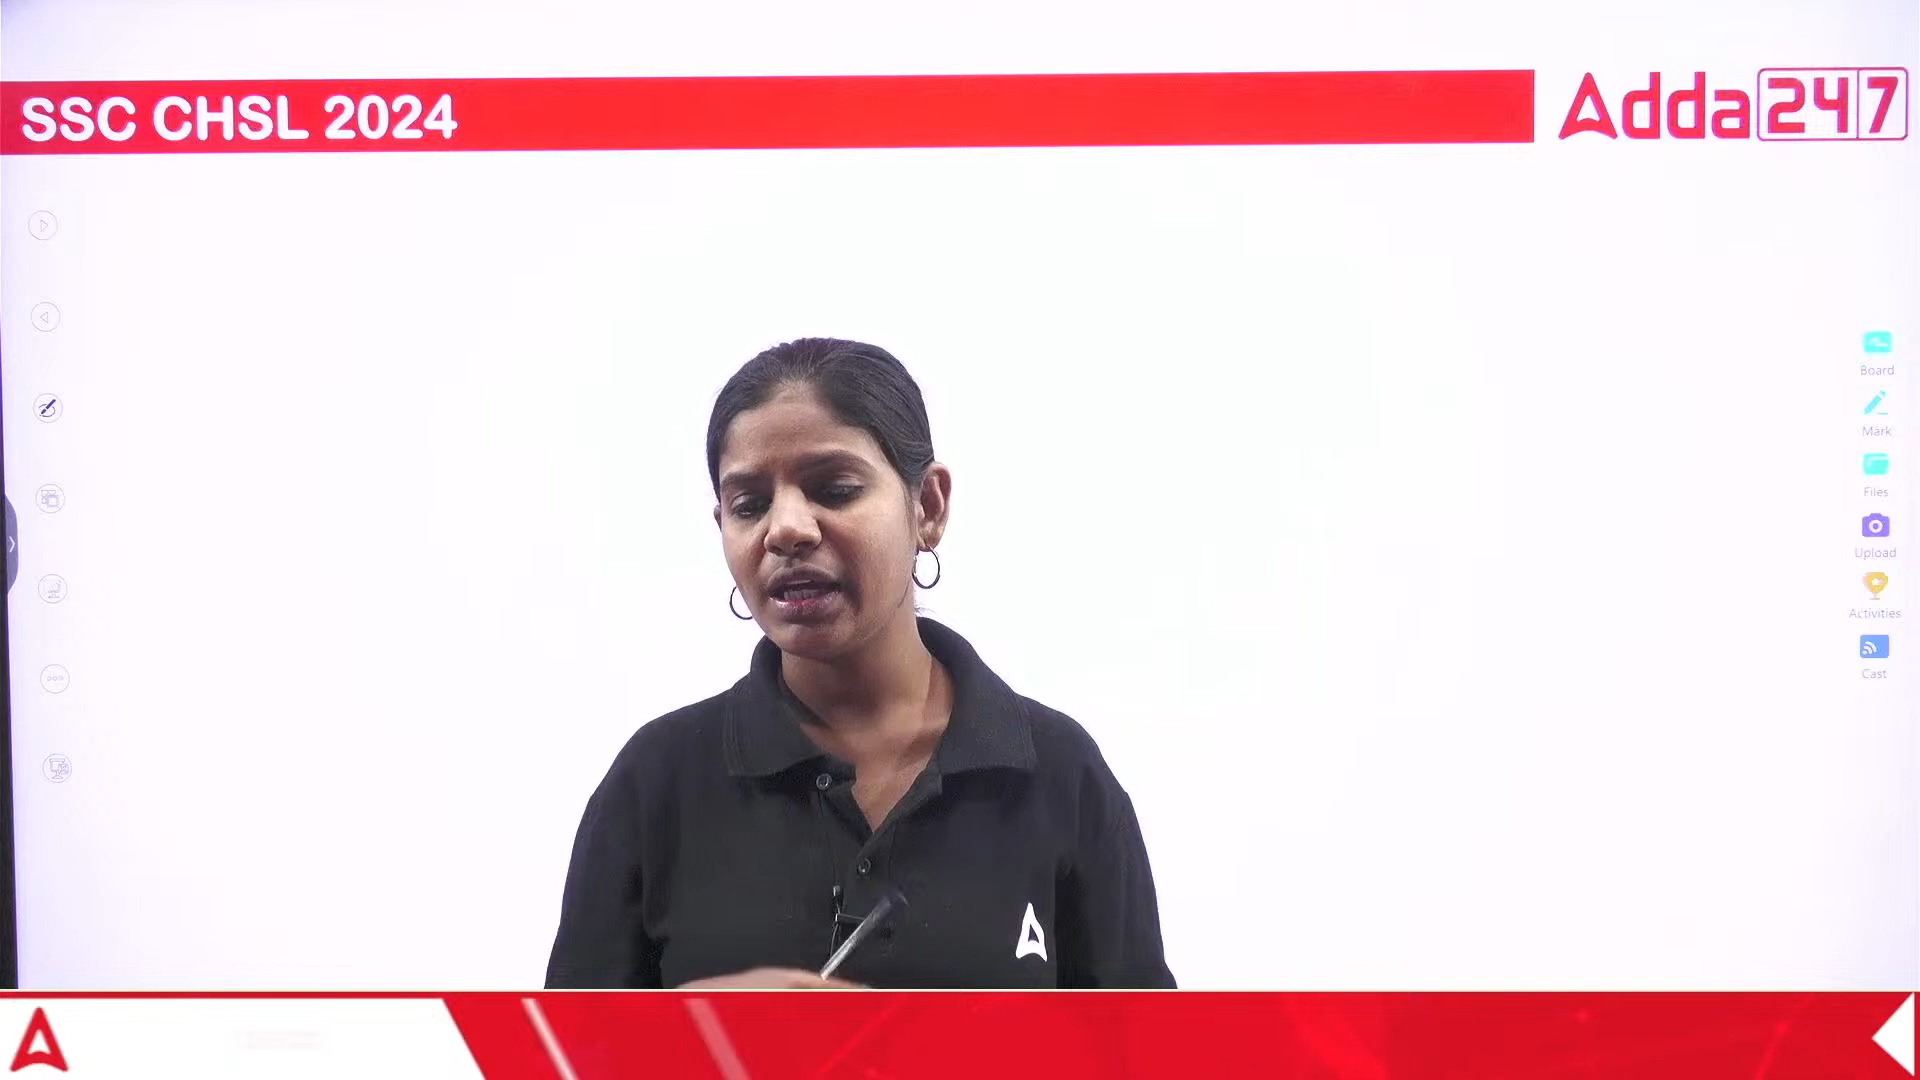 SSC CHSL 2024
Adda247
Board
Mark
Files
Upload
Activities
Cast